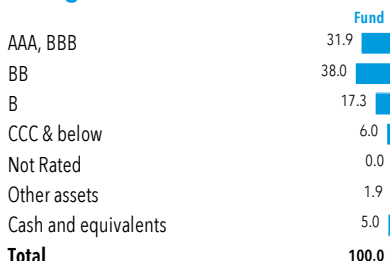 Fund
AAA, BBB 31.9
BB 38.0
B 17.3
CCC & below 6.0
Not Rated 0.0
Other assets 1.9
Cash and equivalents 5.0
Total 100.0